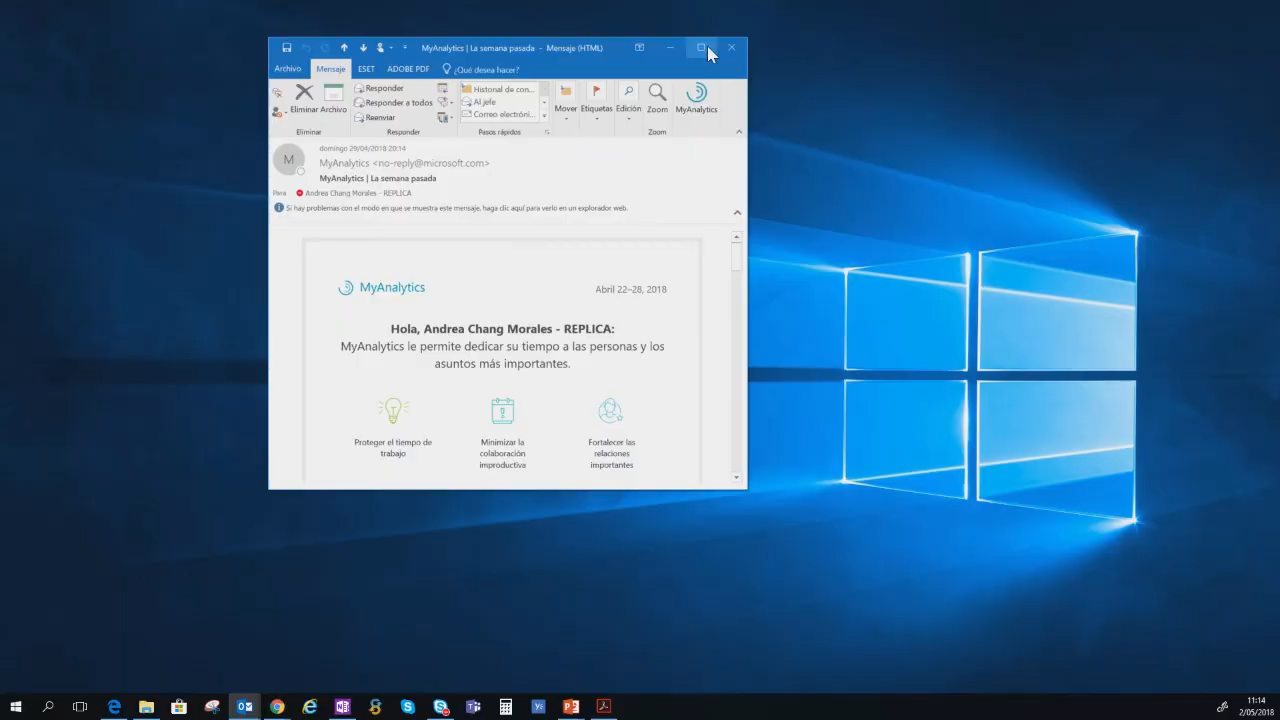 MyAnalytics | La semana pasada - Mensaje (HTML)
Archivo Mensaje ESET ADOBE PDF ¿Qué desea hacer?
Eliminar Archivo
Responder
Responder a todos
Reenviar
Historial de con...
Al jefe
Correo electróni...
Mover Etiquetas Edición Zoom MyAnalytics
Eliminar Responder Pasos rápidos Zoom
M
domingo 29/04/2018 20:14
MyAnalytics <no-reply@microsoft.com>
MyAnalytics | La semana pasada
Para Andrea Chang Morales - REPLICA
Si hay problemas con el modo en que se muestra este mensaje, haga clic aquí para verlo en un explorador web.
MyAnalytics Abril 22–28, 2018
Hola, Andrea Chang Morales - REPLICA:
MyAnalytics le permite dedicar su tiempo a las personas y los
asuntos más importantes.
Proteger el tiempo de
trabajo
Minimizar la
colaboración
improductiva
Fortalecer las
relaciones
importantes
11:14
2/05/2018